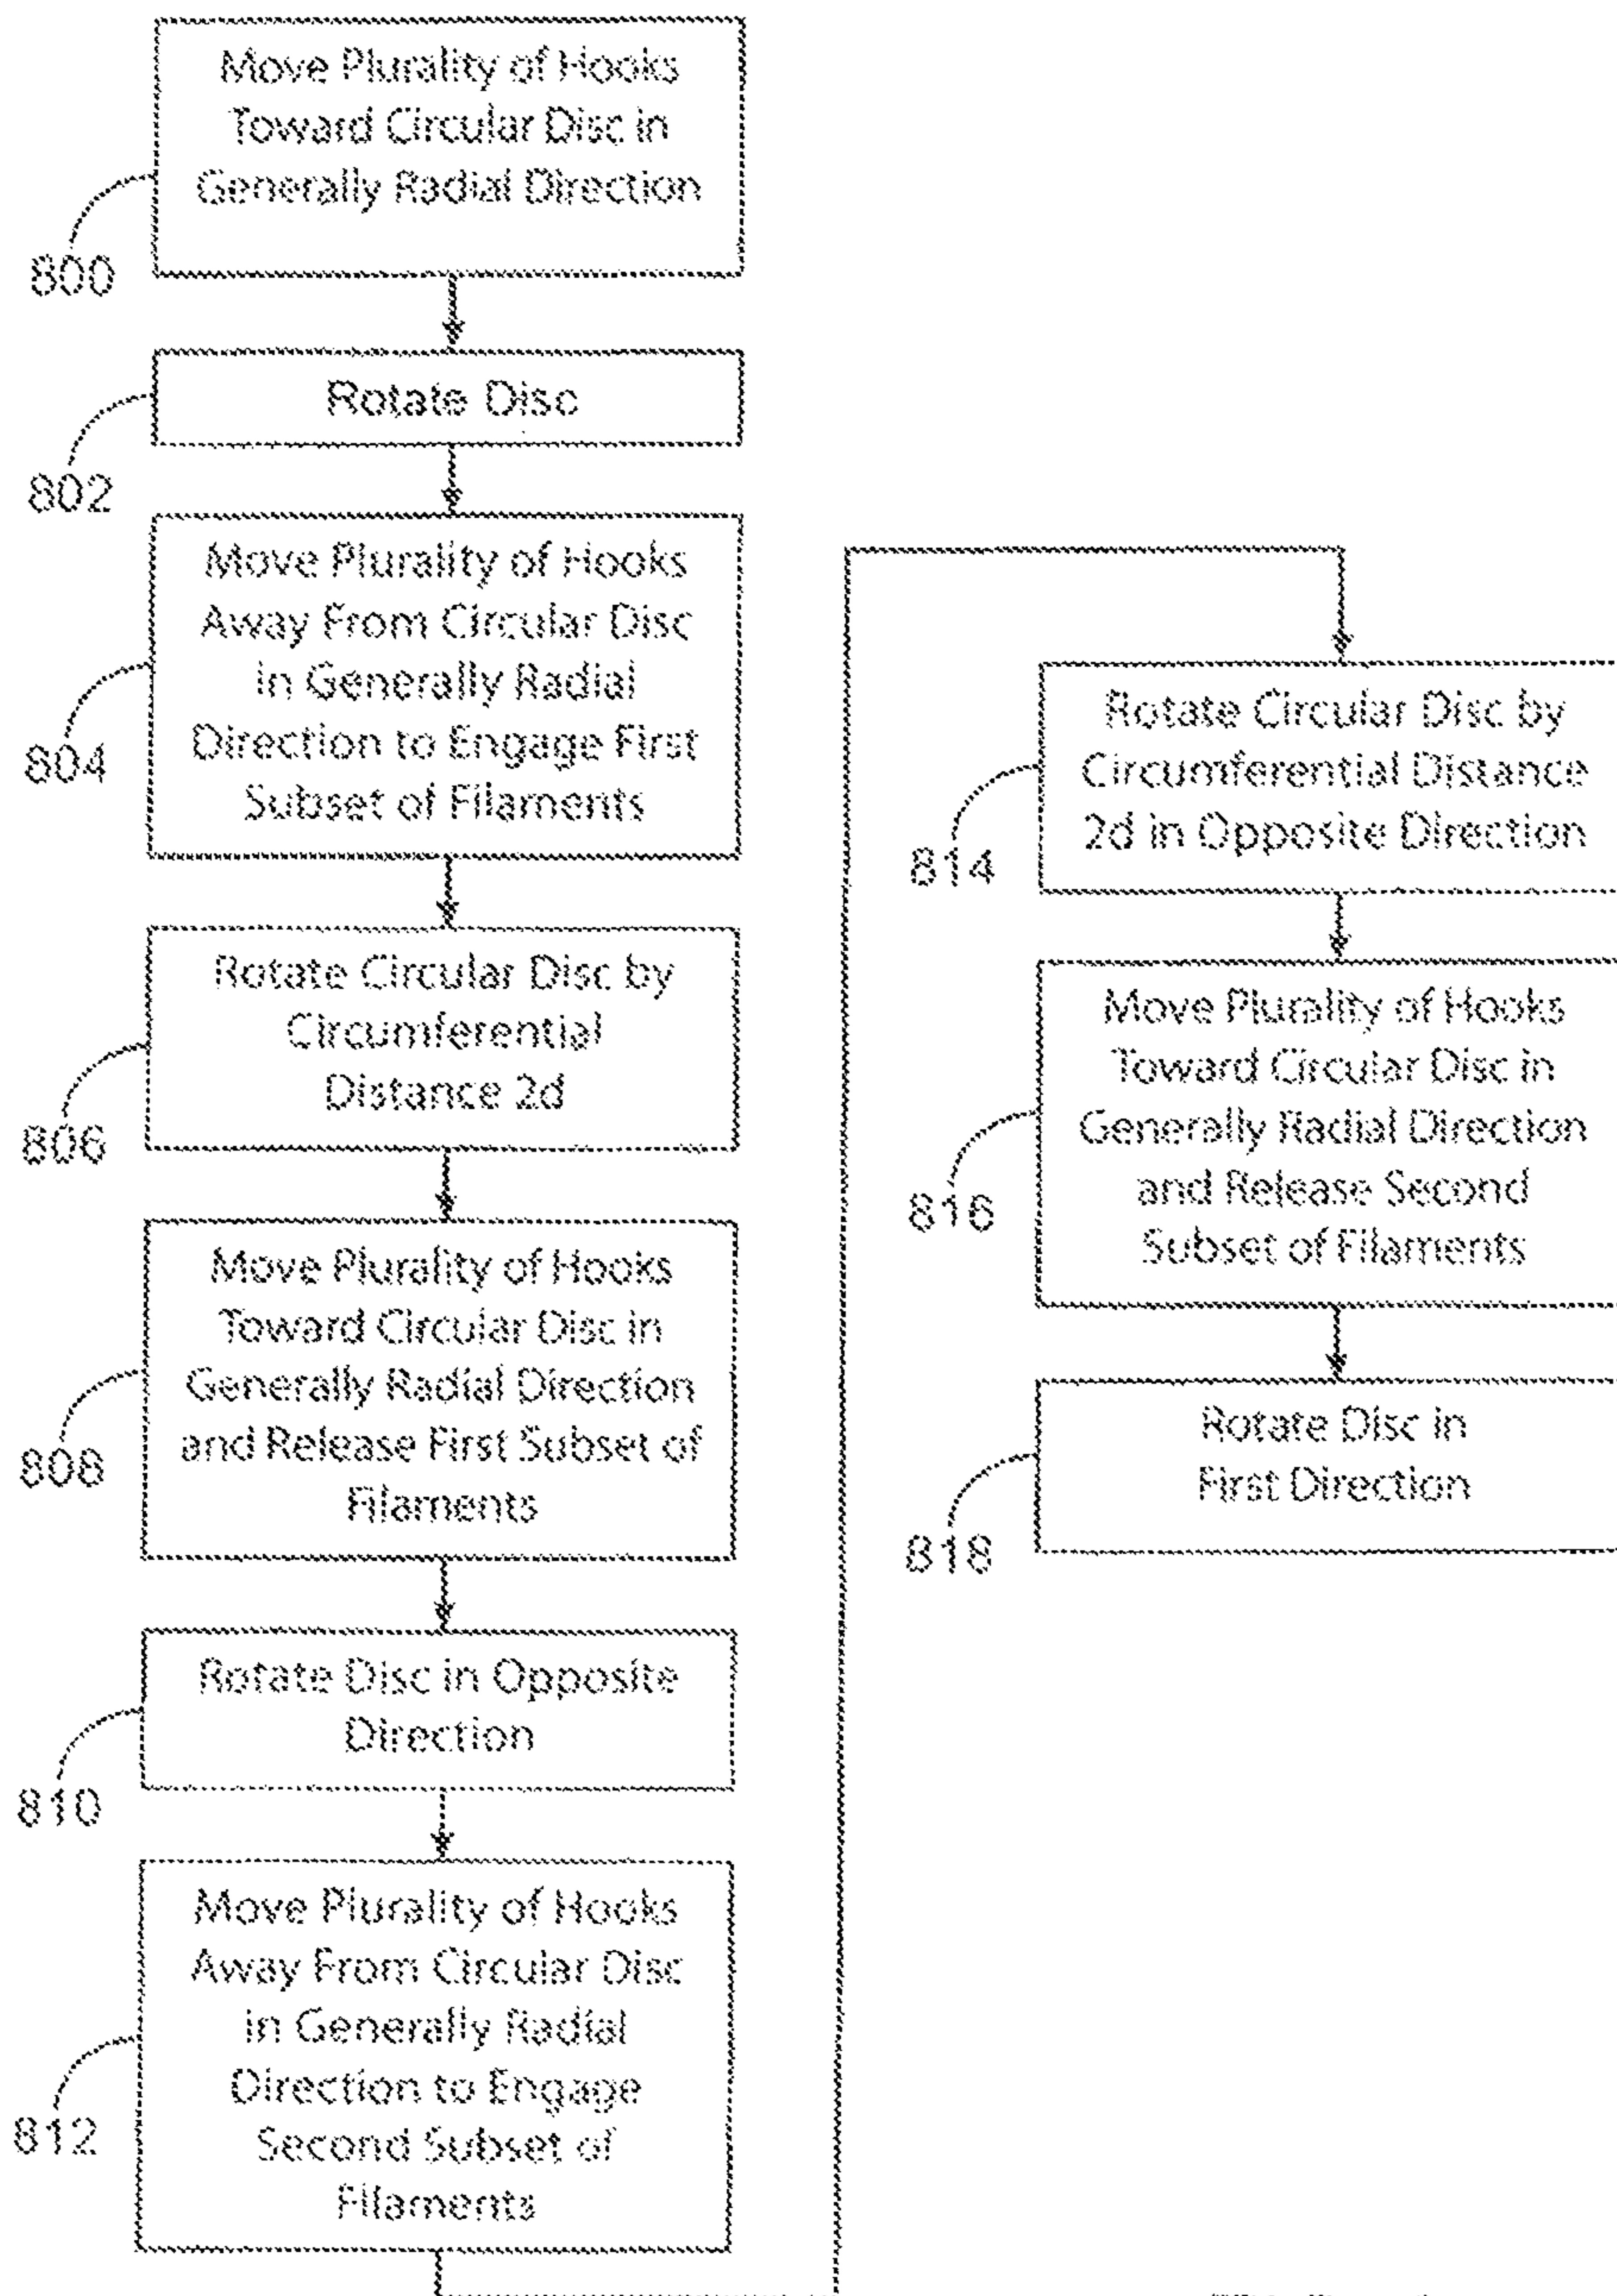 Move Plurality of Hooks
Toward Circular Disc in
Generally Radial Direction
800
Rotate Disc
802
Move Plurality of Hooks
Away From Circular Disc
in Generally Radial
Direction to Engage First
Subset of Filaments
804
Rotate Circular Disc by
Circumferential
Distance 2d
806
Move Plurality of Hooks
Toward Circular Disc in
Generally Radial Direction
and Release First Subset of
Filaments
808
Rotate Disc in Opposite
Direction
810
Move Plurality of Hooks
Away From Circular Disc
in Generally Radial
Direction to Engage
Second Subset of
Filaments
812
Rotate Circular Disc by
Circumferential Distance
2d in Opposite Direction
814
Move Plurality of Hooks
Toward Circular Disc in
Generally Radial Direction
and Release Second
Subset of Filaments
816
Rotate Disc in
First Direction
818